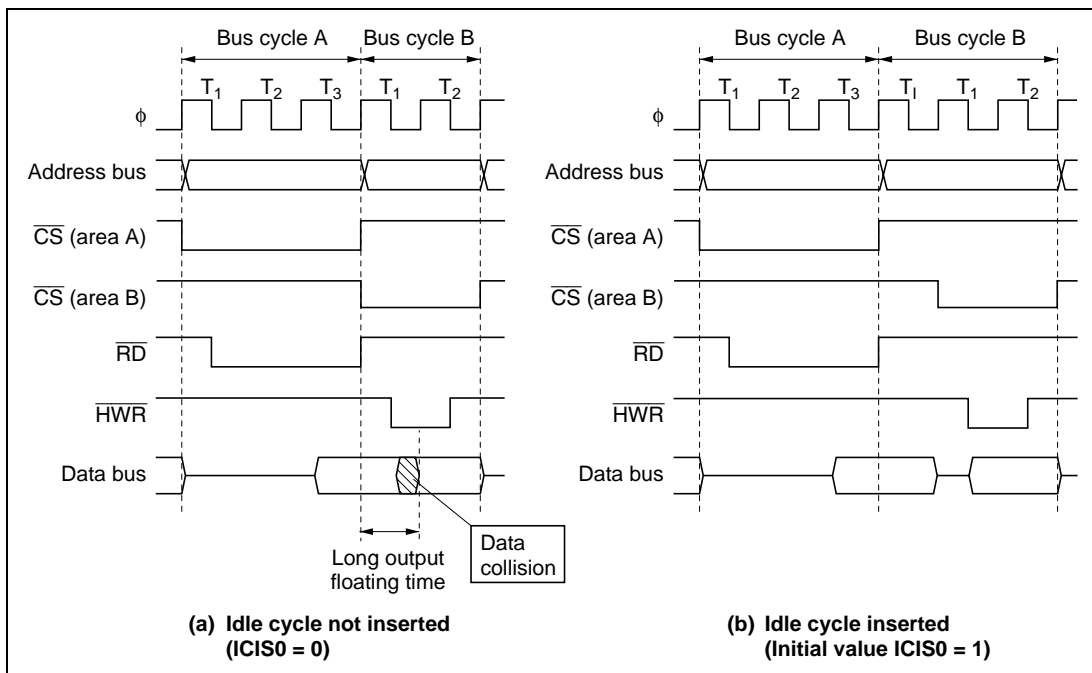 Bus cycle A
Bus cycle B
T1 T2 T3 T1 T2
φ
Address bus
CS (area A)
CS (area B)
RD
HWR
Data bus
Long output
floating time
Data
collision
(a) Idle cycle not inserted
(ICIS0 = 0)
Bus cycle A
Bus cycle B
T1 T2 T3 TI T1 T2
φ
Address bus
CS (area A)
CS (area B)
RD
HWR
Data bus
(b) Idle cycle inserted
(Initial value ICIS0 = 1)